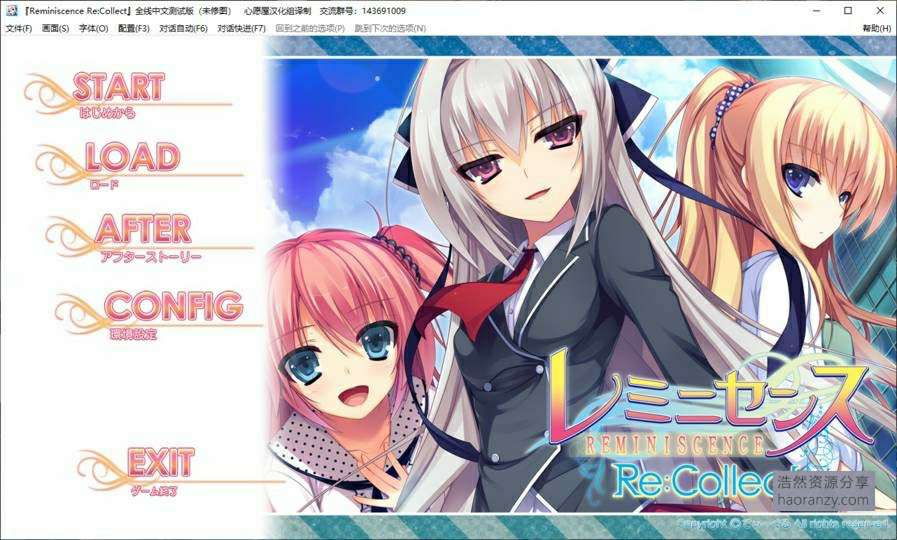 『Reminiscence Re:Collect』全线中文测试版（未修图） 心愿屋汉化组译制 交流群号：143691009
文件(F) 画面(S) 字体(O) 配置(F3) 对话自动(F6) 对话快进(F7) 回到之前的选项(P) 跳到下次的选项(N) 帮助(H)
START
はじめから
LOAD
ロード
AFTER
アフターストーリー
CONFIG
環境設定
EXIT
ゲーム終了
レミニセンス
REMINISCENCE
Re:Collect
浩然资源分享
haoranzy.com
Copyright © All rights reserved.